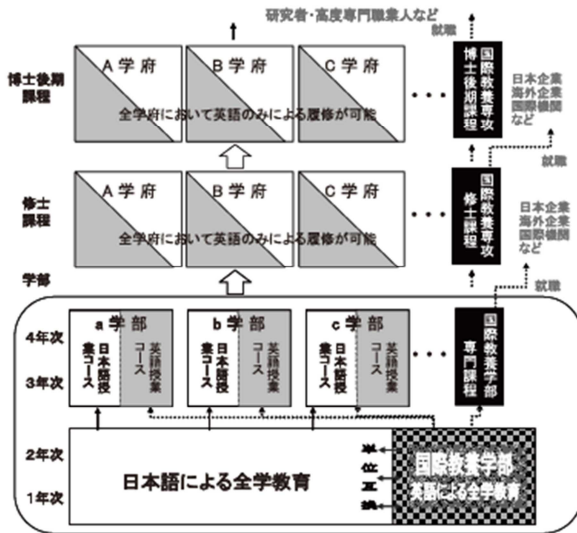 研究者・高度専門職業人など
就職
博士後期
課程
A 学府
B 学府
C 学府
全学府において英語のみによる履修が可能
・・・
国際教養専攻
博士後期課程
日本企業
海外企業
国際機関
など
就職
修士
課程
A 学府
B 学府
C 学府
全学府において英語のみによる履修が可能
・・・
国際教養専攻
修士課程
日本企業
海外企業
国際機関
など
就職
学部
4年次
3年次
a 学 部
日本語授
業コース
英語授業
コース
b 学 部
日本語授
業コース
英語授業
コース
c 学 部
日本語授
業コース
英語授業
コース
・・・
国際教養学部
専門課程
2年次
1年次
日本語による全学教育
単位互換
国際教養学部
英語による全学教育